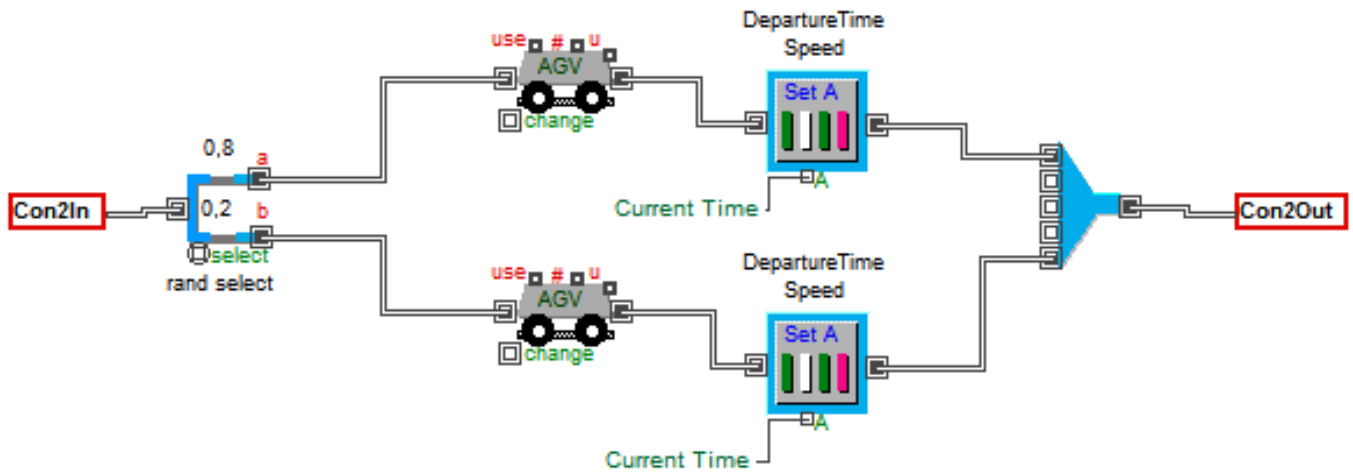 DepartureTime
Speed
use # u
AGV
Set A
change
0,8
a
A
Current Time
Con2In
0,2
b
Con2Out
select
rand select
DepartureTime
Speed
use # u
AGV
Set A
change
A
Current Time